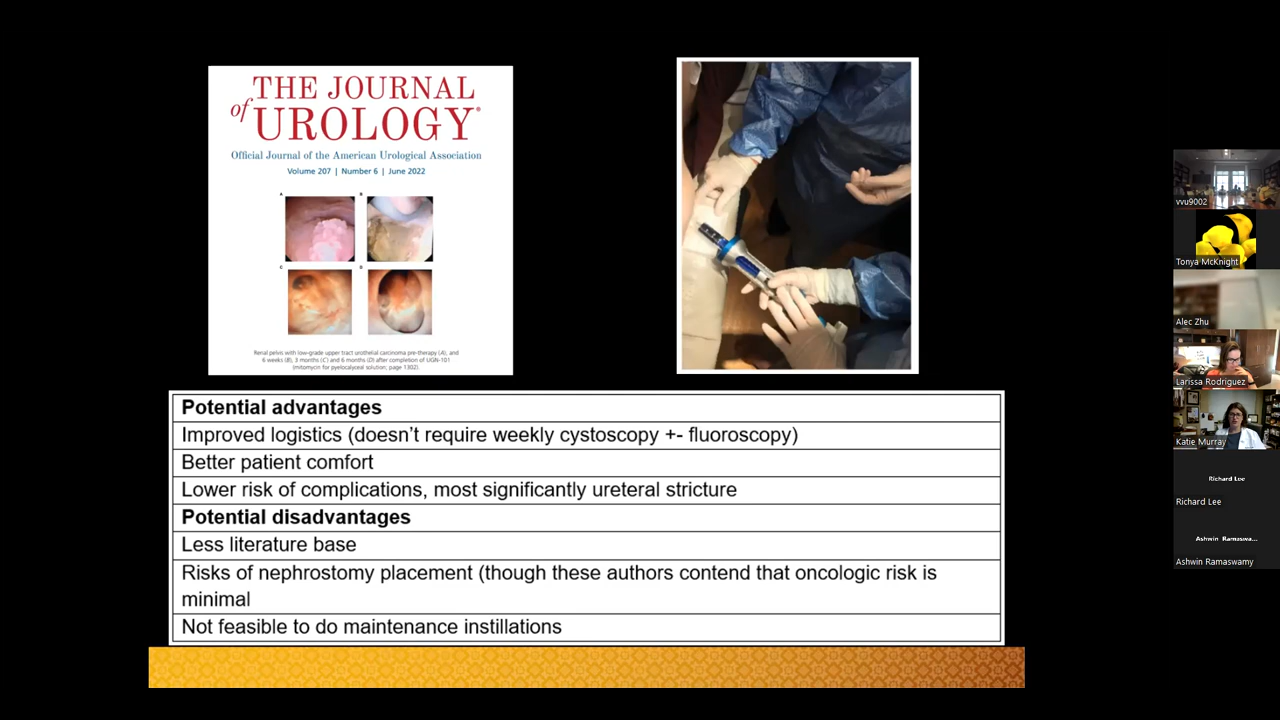 THE JOURNAL
of UROLOGY®
Official Journal of the American Urological Association
Volume 207 | Number 6 | June 2022
A
B
C
D
Renal pelvis with low-grade upper tract urothelial carcinoma pre-therapy (A), and
6 weeks (B), 3 months (C) and 6 months (D) after completion of UGN-101
(mitomycin for pyelocalyceal solution; page 1302).
Potential advantages
Improved logistics (doesn't require weekly cystoscopy +- fluoroscopy)
Better patient comfort
Lower risk of complications, most significantly ureteral stricture
Potential disadvantages
Less literature base
Risks of nephrostomy placement (though these authors contend that oncologic risk is
minimal
Not feasible to do maintenance instillations
vvu9002
Tonya McKnight
Alec Zhu
Larissa Rodriguez
Katie Murray
Richard Lee
Richard Lee
Ashwin Ramaswa...
Ashwin Ramaswamy